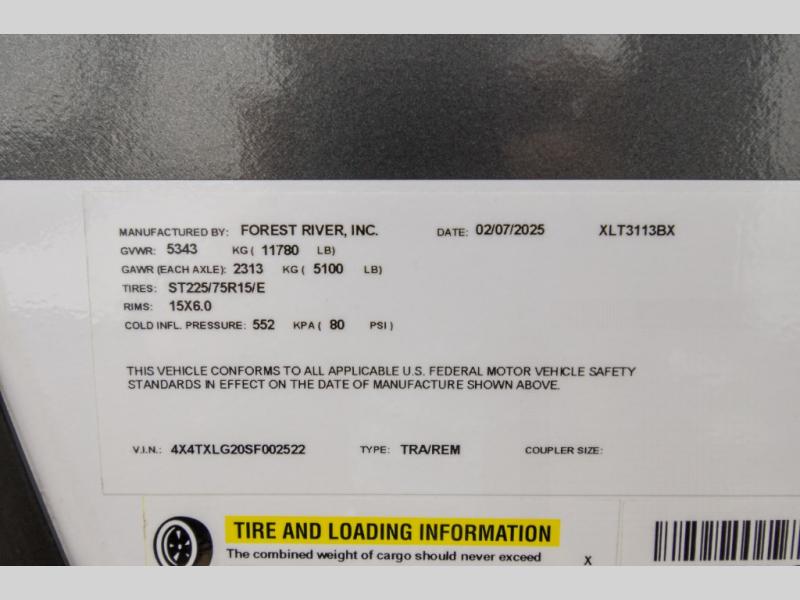 MANUFACTURED BY: FOREST RIVER, INC. DATE: 02/07/2025 XLT3113BX
GVWR: 5343 KG ( 11780 LB)
GAWR (EACH AXLE): 2313 KG ( 5100 LB)
TIRES: ST225/75R15/E
RIMS: 15X6.0
COLD INFL. PRESSURE: 552 KPA ( 80 PSI )
THIS VEHICLE CONFORMS TO ALL APPLICABLE U.S. FEDERAL MOTOR VEHICLE SAFETY
STANDARDS IN EFFECT ON THE DATE OF MANUFACTURE SHOWN ABOVE.
V.I.N.: 4X4TXLG20SF002522 TYPE: TRA/REM COUPLER SIZE:
TIRE AND LOADING INFORMATION
The combined weight of cargo should never exceed X